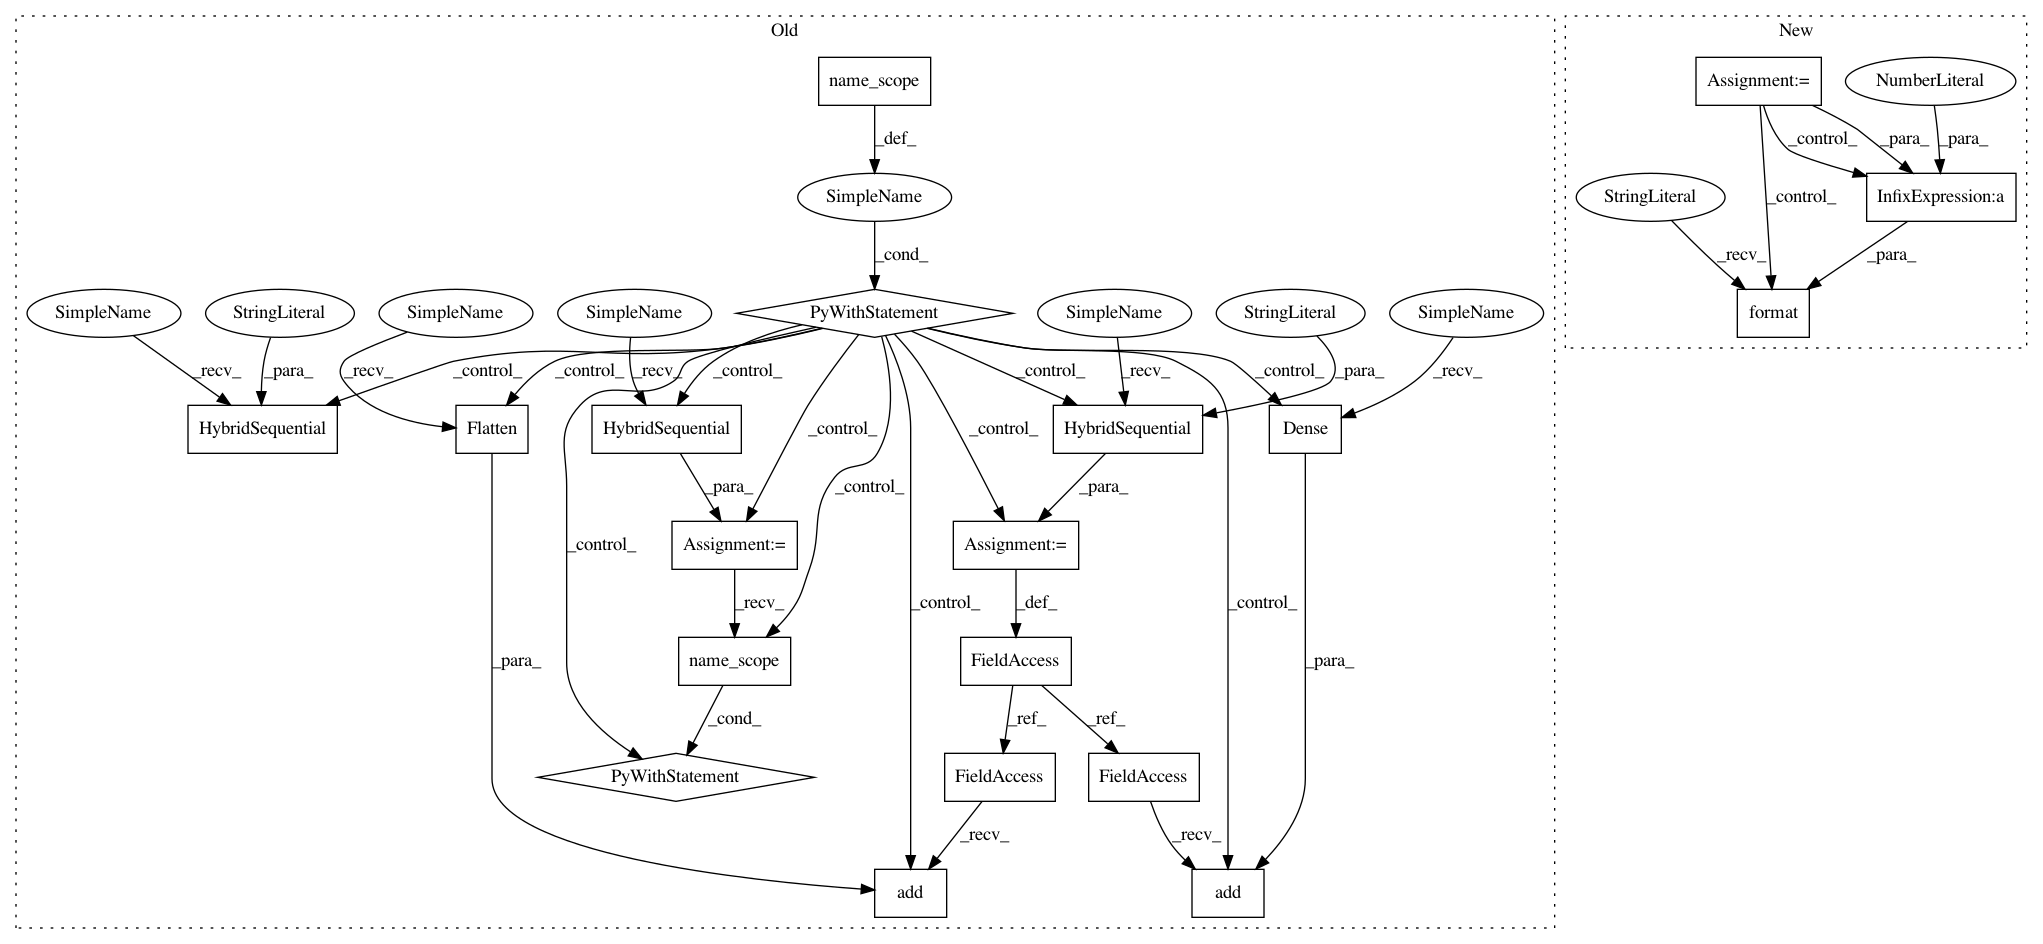 Old
New
name_scope
Assignment:=
NumberLiteral
_def_
_control_
_para_
_para_
SimpleName
StringLiteral
_control_
InfixExpression:a
_cond_
_recv_
_para_
SimpleName
StringLiteral
SimpleName
SimpleName
PyWithStatement
SimpleName
StringLiteral
SimpleName
format
_recv_
_para_
_recv_
_control_
_control_
_recv_
_control_
_control_
_recv_
_para_
_control_
_recv_
HybridSequential
Flatten
HybridSequential
HybridSequential
Dense
_control_
_control_
_para_
_control_
_para_
_control_
Assignment:=
Assignment:=
_recv_
_control_
_def_
_control_
_para_
name_scope
FieldAccess
_para_
_cond_
_ref_
_ref_
PyWithStatement
FieldAccess
FieldAccess
_recv_
_recv_
add
add